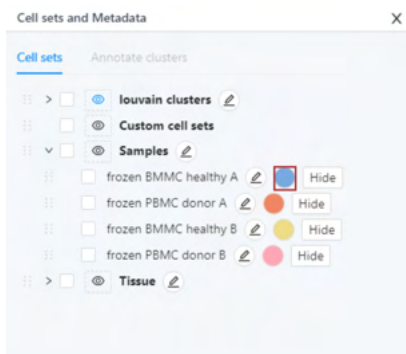 Cell sets and Metadata X
Cell sets Annotate clusters
louvain clusters
Custom cell sets
Samples
frozen BMMC healthy A Hide
frozen PBMC donor A Hide
frozen BMMC healthy B Hide
frozen PBMC donor B Hide
Tissue